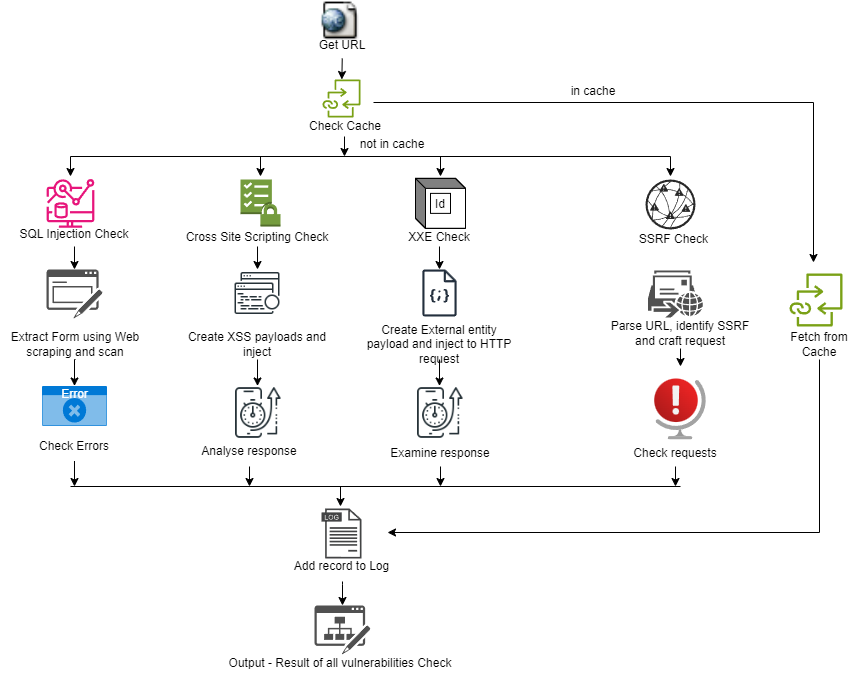 Get URL
in cache
Check Cache
not in cache
Id
SQL Injection Check
Cross Site Scripting Check
XXE Check
SSRF Check
{;}
Extract Form using Web
scraping and scan
Create XSS payloads and
inject
Create External entity
payload and inject to HTTP
request
Parse URL, identify SSRF
and craft request
Fetch from
Cache
Error
Check Errors
Analyse response
Examine response
Check requests
LOG
Add record to Log
Output - Result of all vulnerabilities Check